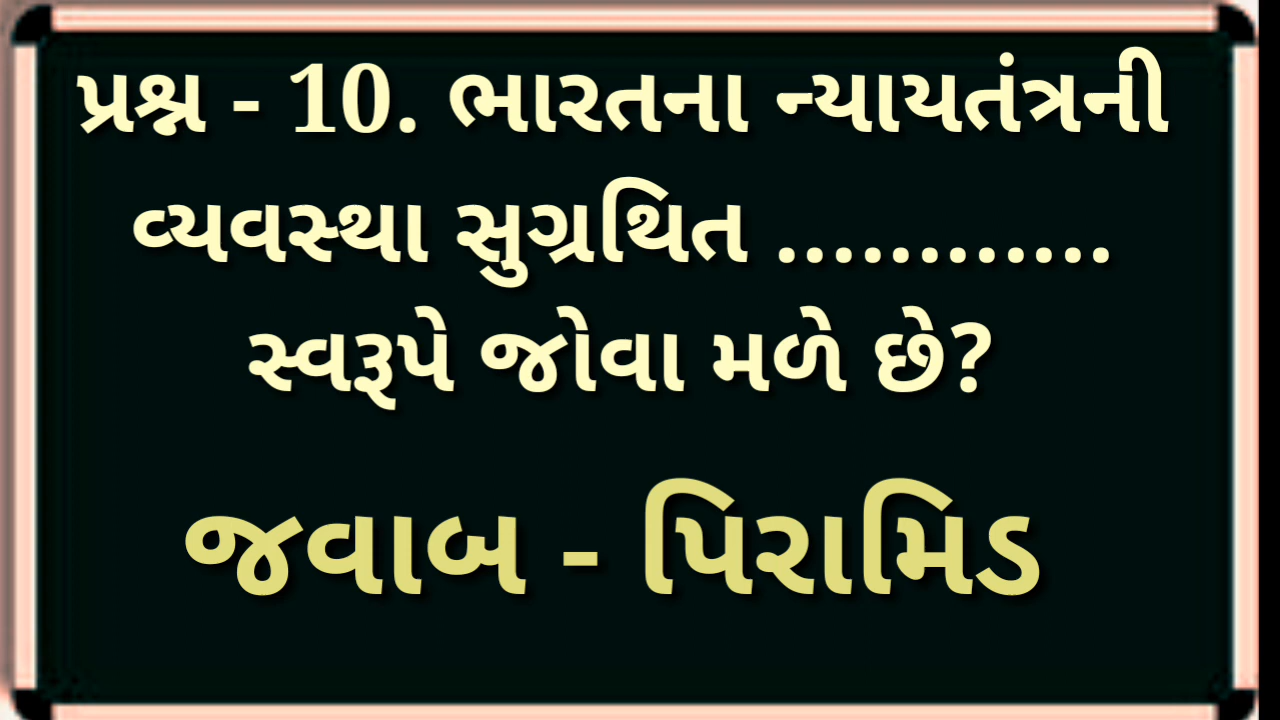 પ્રશ્ન - 10. ભારતના ન્યાયતંત્રની
વ્યવસ્થા સુગ્રથિત ............
સ્વરૂપે જોવા મળે છે?
જવાબ - પિરામિડ